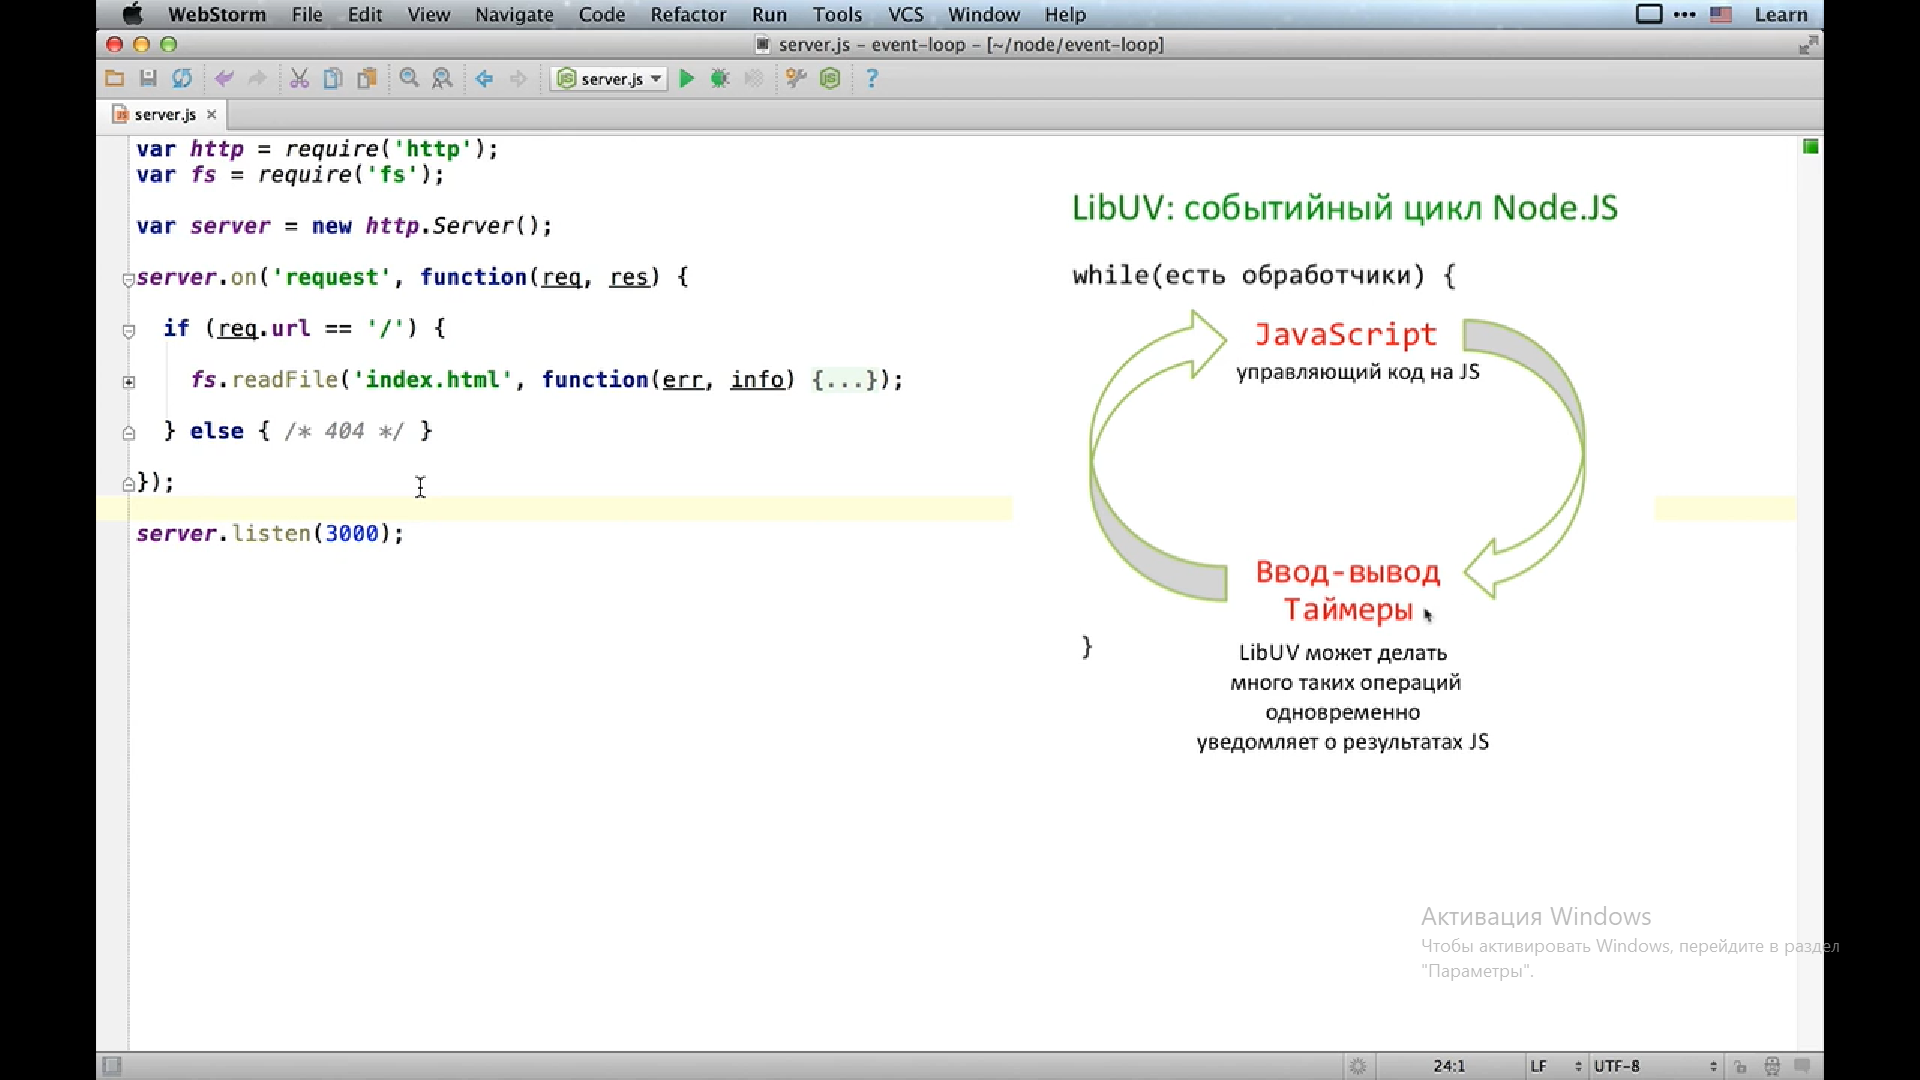 WebStorm File Edit View Navigate Code Refactor Run Tools VCS Window Help Learn
server.js – event-loop – [~/node/event-loop]
server.js
server.js
var http = require('http');
var fs = require('fs');
var server = new http.Server();
server.on('request', function(req, res) {
if (req.url == '/') {
fs.readFile('index.html', function(err, info) {...});
} else { /* 404 */ }
});
server.listen(3000);
LibUV: событийный цикл Node.JS
while(есть обработчики) {
JavaScript
управляющий код на JS
Ввод-вывод
Таймеры
}
LibUV может делать
много таких операций
одновременно
уведомляет о результатах JS
Активация Windows
Чтобы активировать Windows, перейдите в раздел
"Параметры".
24:1 LF UTF-8